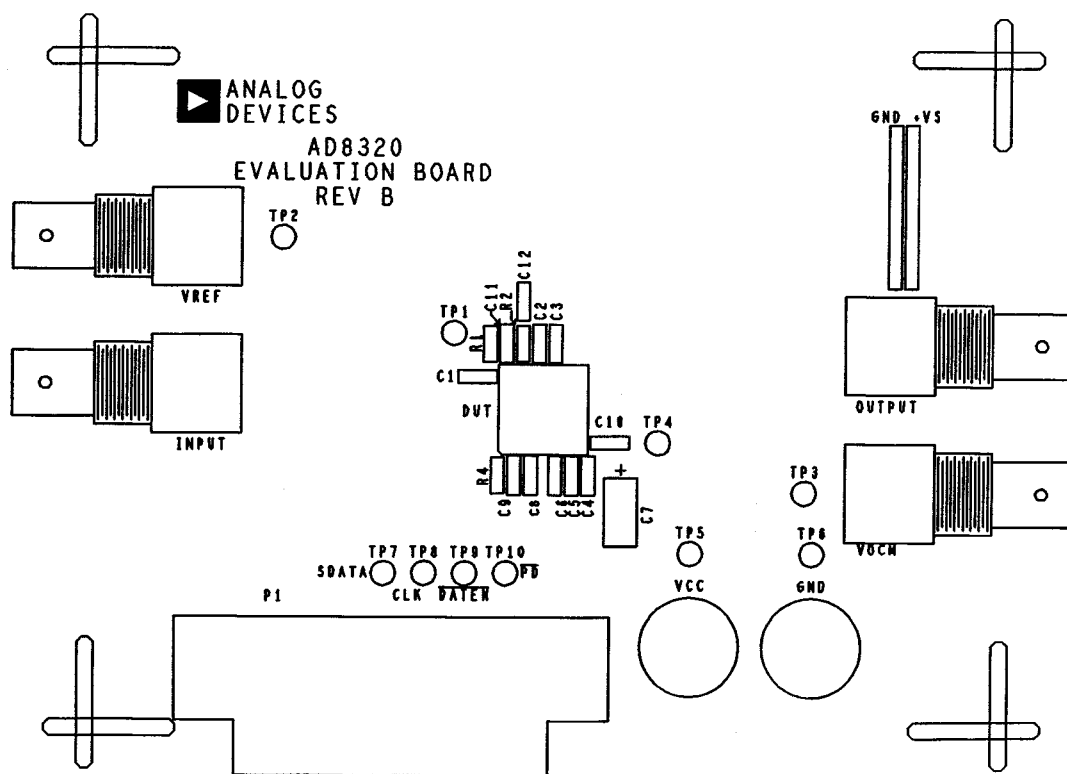 ANALOG
DEVICES
AD8320
EVALUATION BOARD
REV B
GND +VS
TP2
VREF
C12
C11
R2
C2
C3
TP1
R1
C1
DUT
INPUT
OUTPUT
C10
TP4
R4
C9
C8
C6
C5
C4
+
C7
TP3
VOCM
TP5
TP6
TP7 TP8 TP9 TP10
SDATA
PD
CLK
DATEN
VCC
GND
P1